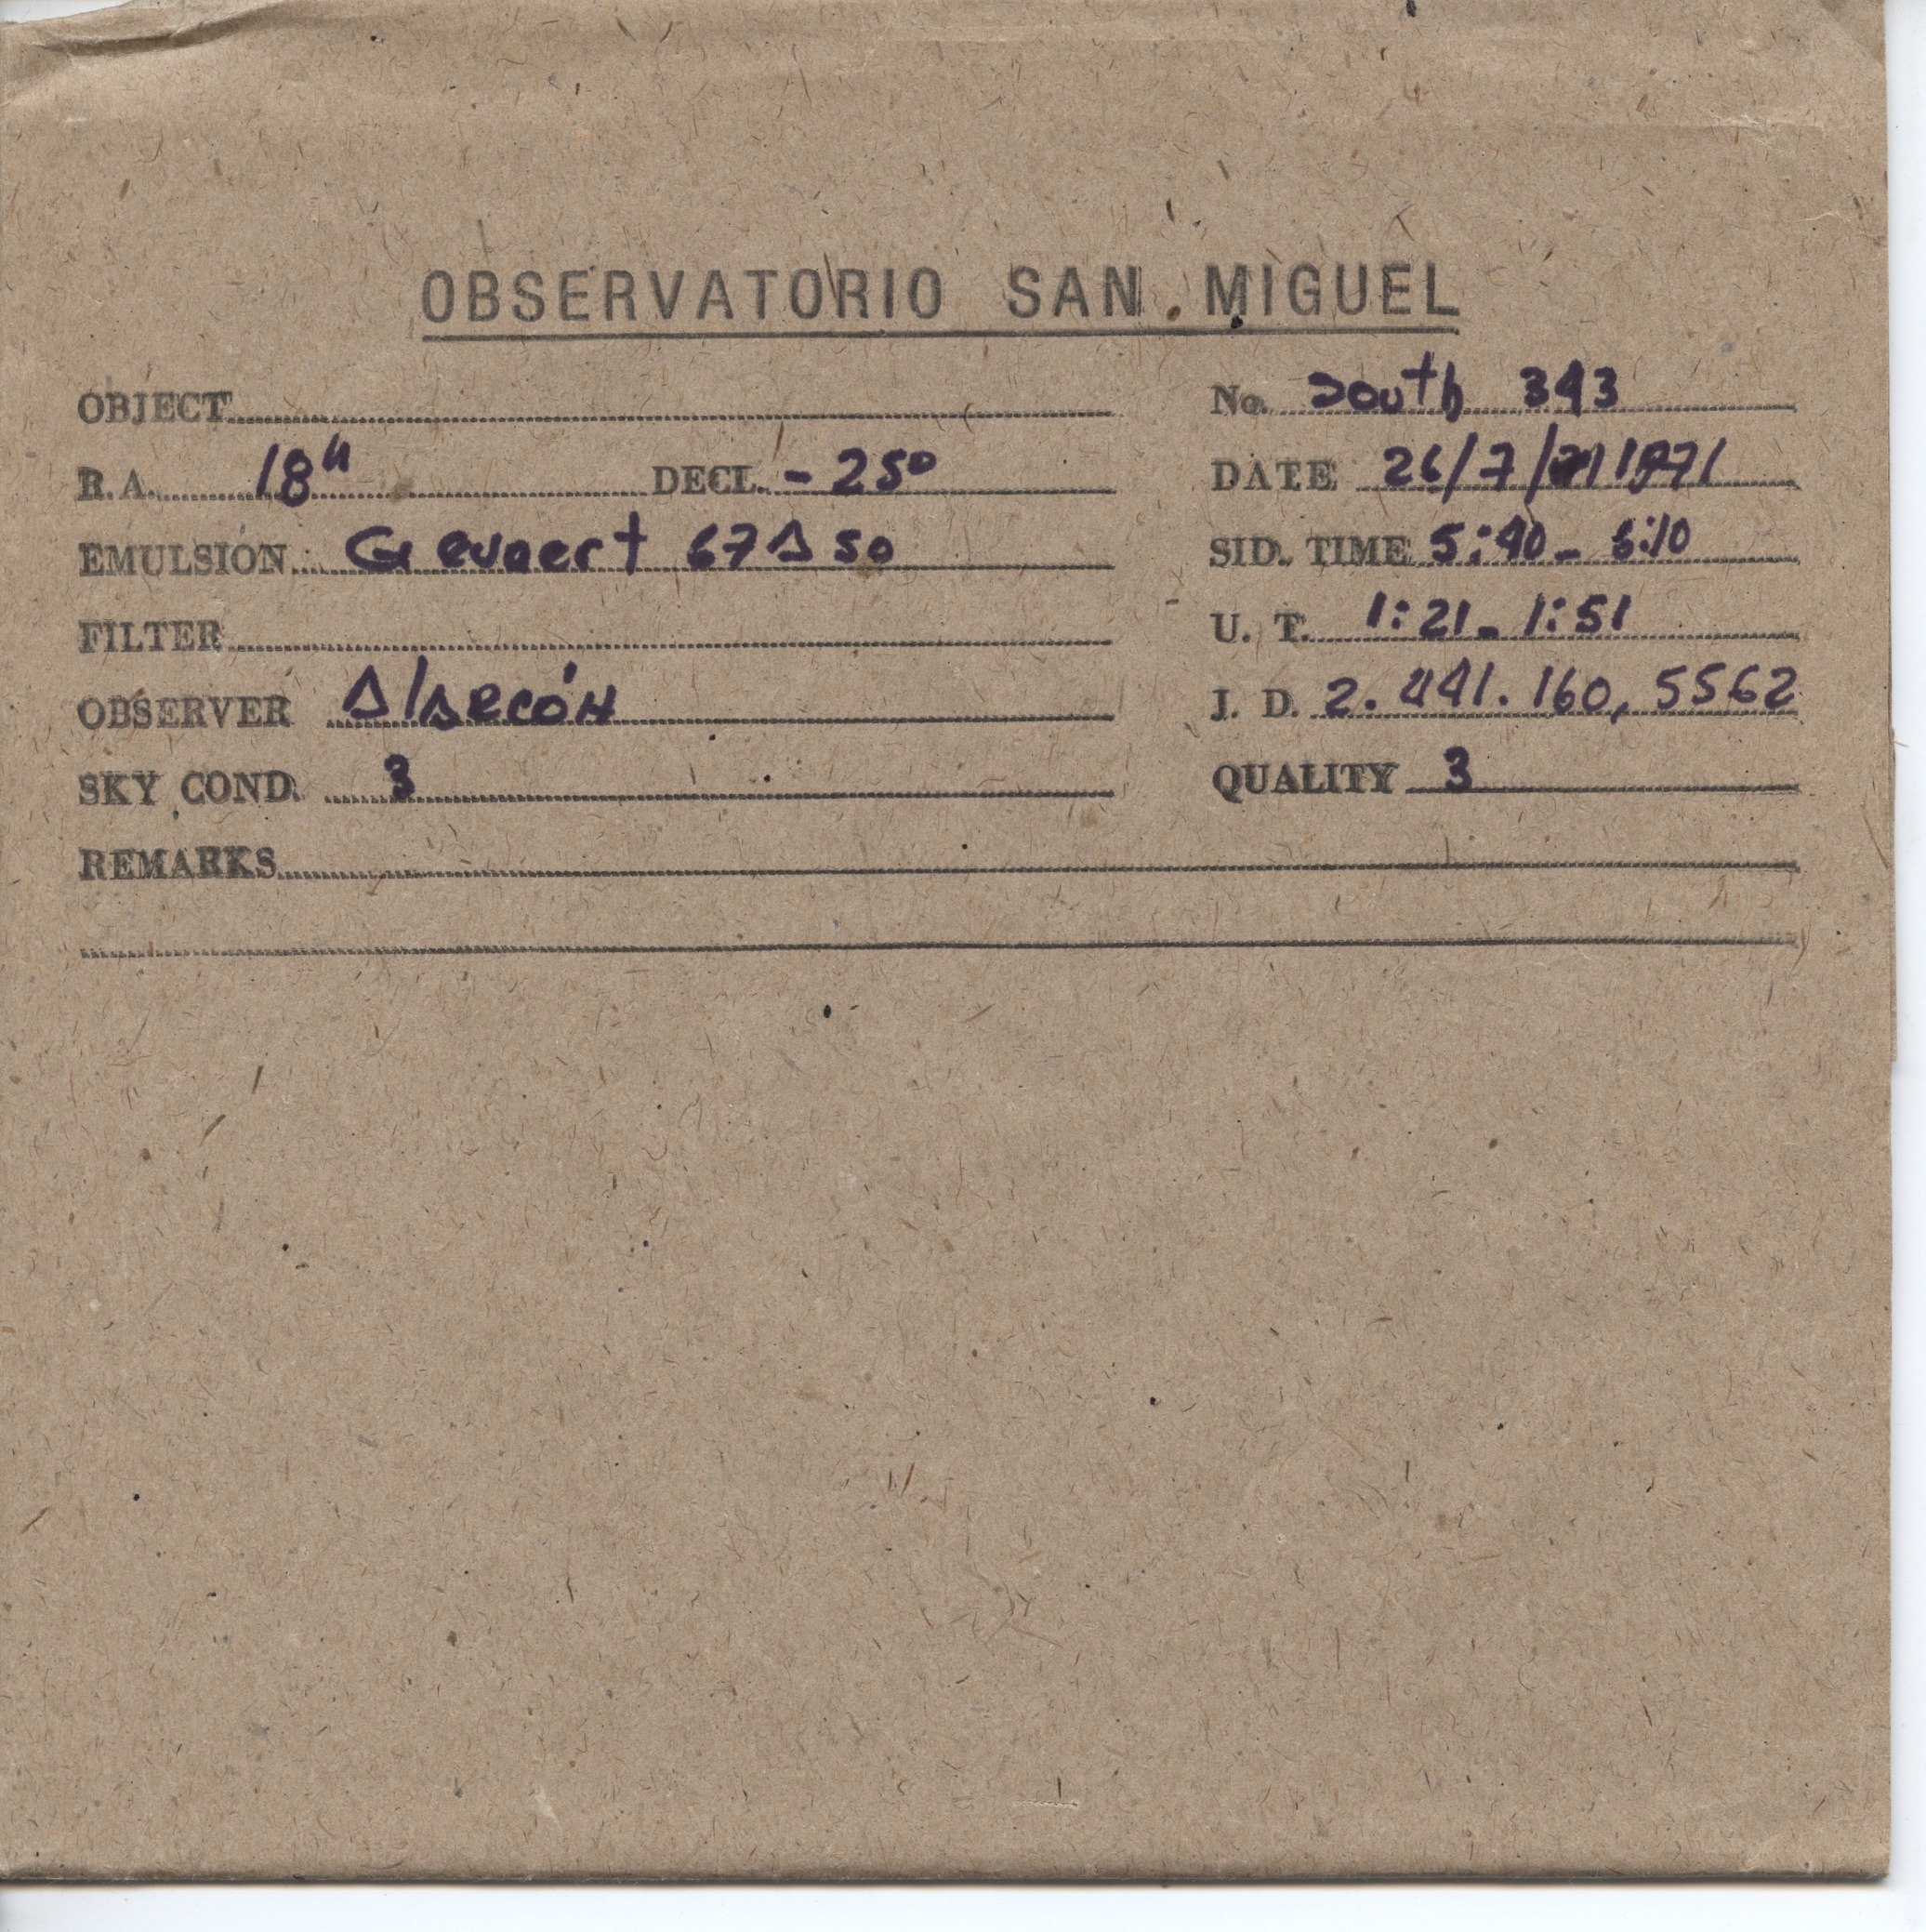 OBSERVATORIO SAN MIGUEL
OBJECT No. South 343
R.A. 18h DECL. -25° DATE 26/7/1971
EMULSION Gevaert 67A50 SID. TIME 5:40 - 6:10
FILTER U. T. 1:21 - 1:51
OBSERVER Alarcón J. D. 2.441.160,5562
SKY COND. 3 QUALITY 3
REMARKS